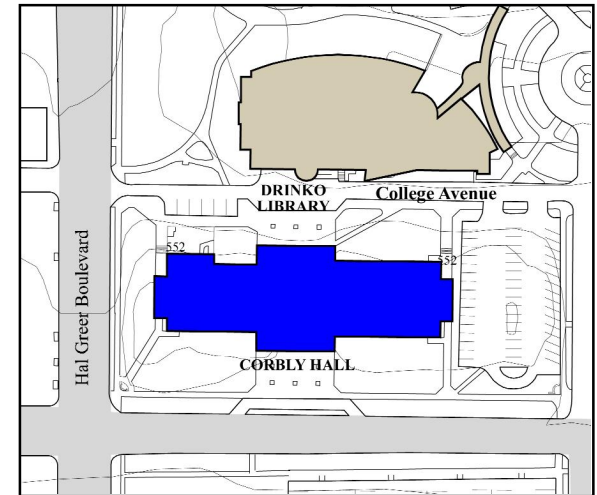 DRINKO
LIBRARY
College Avenue
552
552
Hal Greer Boulevard
CORBLY HALL